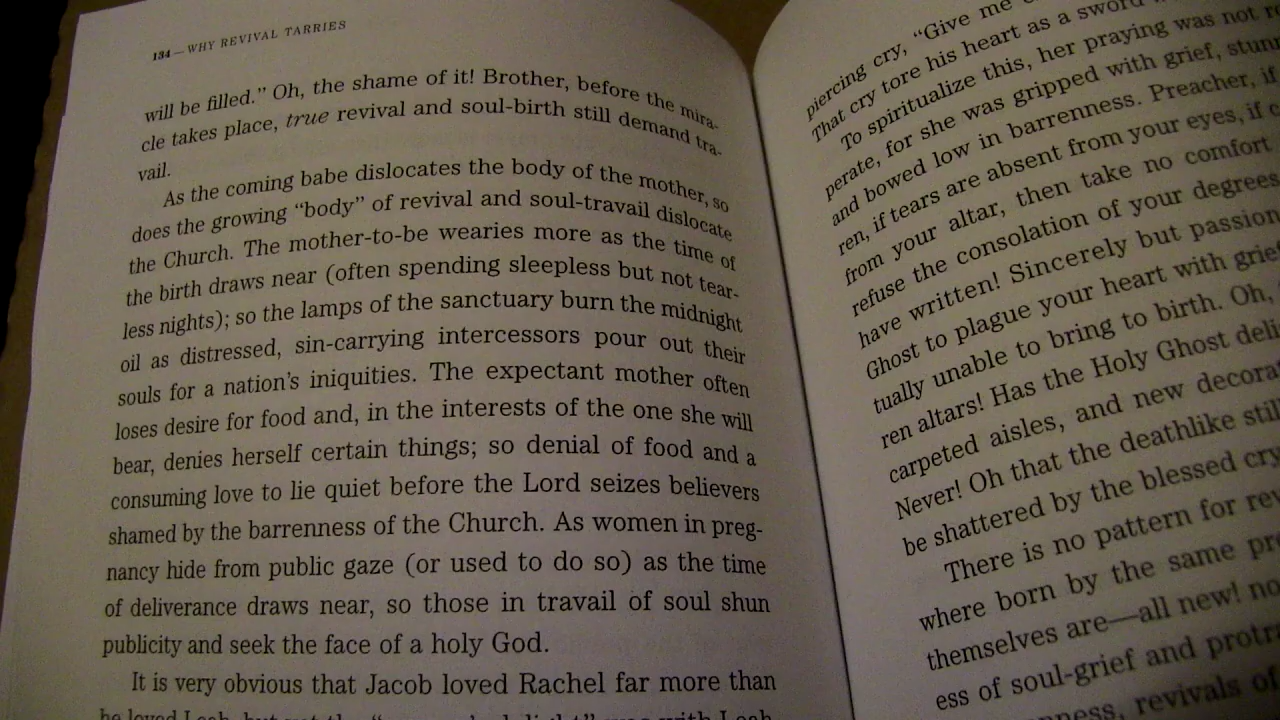 134 — WHY REVIVAL TARRIES
will be filled." Oh, the shame of it! Brother, before the mira-
cle takes place, true revival and soul-birth still demand tra-
vail.
As the coming babe dislocates the body of the mother, so
does the growing "body" of revival and soul-travail dislocate
the Church. The mother-to-be wearies more as the time of
the birth draws near (often spending sleepless but not tear-
less nights); so the lamps of the sanctuary burn the midnight
oil as distressed, sin-carrying intercessors pour out their
souls for a nation's iniquities. The expectant mother often
loses desire for food and, in the interests of the one she will
bear, denies herself certain things; so denial of food and a
consuming love to lie quiet before the Lord seizes believers
shamed by the barrenness of the Church. As women in preg-
nancy hide from public gaze (or used to do so) as the time
of deliverance draws near, so those in travail of soul shun
publicity and seek the face of a holy God.
It is very obvious that Jacob loved Rachel far more than
he loved Leah, but yet the
with Leah
piercing cry, "Give me
That cry tore his heart as a sword
To spiritualize this, her praying was not
perate, for she was gripped with grief,
and bowed low in barrenness. Preacher, if
ren, if tears are absent from your eyes, if
from your altar, then take no comfort
refuse the consolation of your degrees
have written! Sincerely but
Ghost to plague your heart with
tually unable to bring to birth. Oh,
ren altars! Has the Holy Ghost
carpeted aisles, and new
Never! Oh that the deathlike
be shattered by the blessed
There is no pattern for
where born by the same
themselves are—all new!
ess of soul-grief and
revivals of